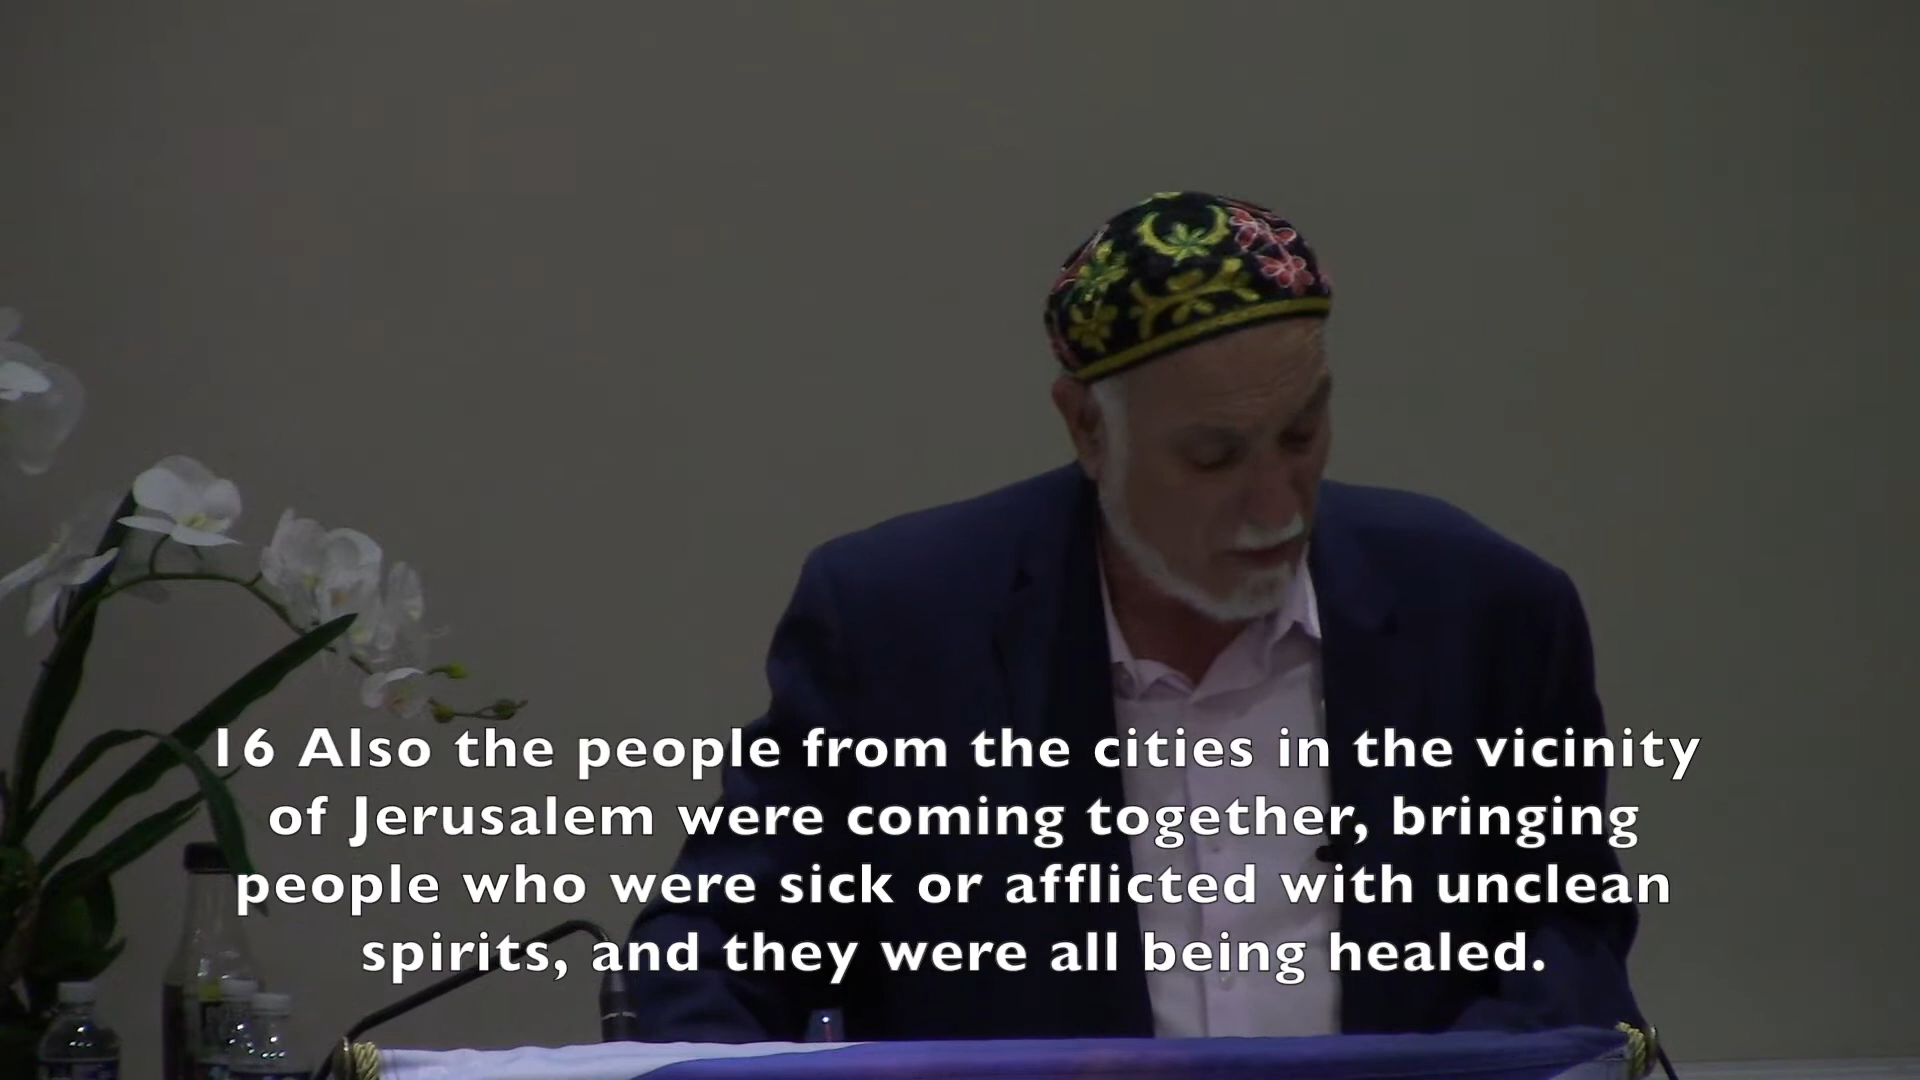 16 Also the people from the cities in the vicinity
of Jerusalem were coming together, bringing
people who were sick or afflicted with unclean
spirits, and they were all being healed.